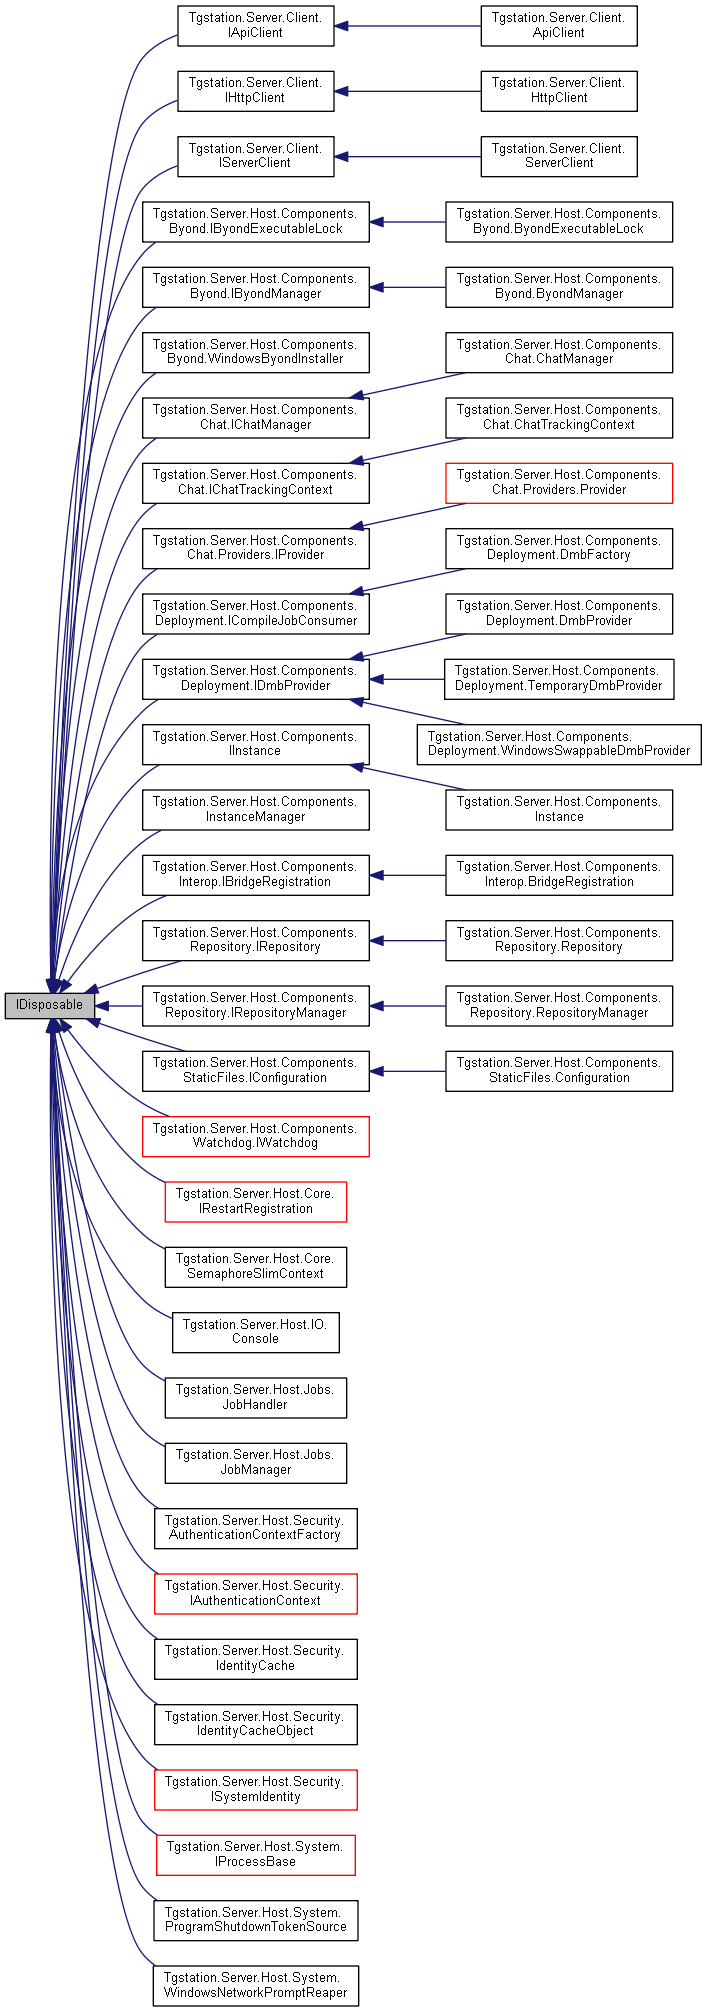 Tgstation.Server.Client.
IApiClient
Tgstation.Server.Client.
ApiClient
Tgstation.Server.Client.
IHttpClient
Tgstation.Server.Client.
HttpClient
Tgstation.Server.Client.
IServerClient
Tgstation.Server.Client.
ServerClient
Tgstation.Server.Host.Components.
Byond.IByondExecutableLock
Tgstation.Server.Host.Components.
Byond.ByondExecutableLock
Tgstation.Server.Host.Components.
Byond.IByondManager
Tgstation.Server.Host.Components.
Byond.ByondManager
Tgstation.Server.Host.Components.
Byond.WindowsByondInstaller
Tgstation.Server.Host.Components.
Chat.ChatManager
Tgstation.Server.Host.Components.
Chat.IChatManager
Tgstation.Server.Host.Components.
Chat.ChatTrackingContext
Tgstation.Server.Host.Components.
Chat.IChatTrackingContext
Tgstation.Server.Host.Components.
Chat.Providers.Provider
Tgstation.Server.Host.Components.
Chat.Providers.IProvider
Tgstation.Server.Host.Components.
Deployment.DmbFactory
Tgstation.Server.Host.Components.
Deployment.ICompileJobConsumer
Tgstation.Server.Host.Components.
Deployment.DmbProvider
Tgstation.Server.Host.Components.
Deployment.IDmbProvider
Tgstation.Server.Host.Components.
Deployment.TemporaryDmbProvider
Tgstation.Server.Host.Components.
IInstance
Tgstation.Server.Host.Components.
Deployment.WindowsSwappableDmbProvider
Tgstation.Server.Host.Components.
InstanceManager
Tgstation.Server.Host.Components.
Instance
Tgstation.Server.Host.Components.
Interop.IBridgeRegistration
Tgstation.Server.Host.Components.
Interop.BridgeRegistration
Tgstation.Server.Host.Components.
Repository.IRepository
Tgstation.Server.Host.Components.
Repository.Repository
IDisposable
Tgstation.Server.Host.Components.
Repository.IRepositoryManager
Tgstation.Server.Host.Components.
Repository.RepositoryManager
Tgstation.Server.Host.Components.
StaticFiles.IConfiguration
Tgstation.Server.Host.Components.
StaticFiles.Configuration
Tgstation.Server.Host.Components.
Watchdog.IWatchdog
Tgstation.Server.Host.Core.
IRestartRegistration
Tgstation.Server.Host.Core.
SemaphoreSlimContext
Tgstation.Server.Host.IO.
Console
Tgstation.Server.Host.Jobs.
JobHandler
Tgstation.Server.Host.Jobs.
JobManager
Tgstation.Server.Host.Security.
AuthenticationContextFactory
Tgstation.Server.Host.Security.
IAuthenticationContext
Tgstation.Server.Host.Security.
IdentityCache
Tgstation.Server.Host.Security.
IdentityCacheObject
Tgstation.Server.Host.Security.
ISystemIdentity
Tgstation.Server.Host.System.
IProcessBase
Tgstation.Server.Host.System.
ProgramShutdownTokenSource
Tgstation.Server.Host.System.
WindowsNetworkPromptReaper